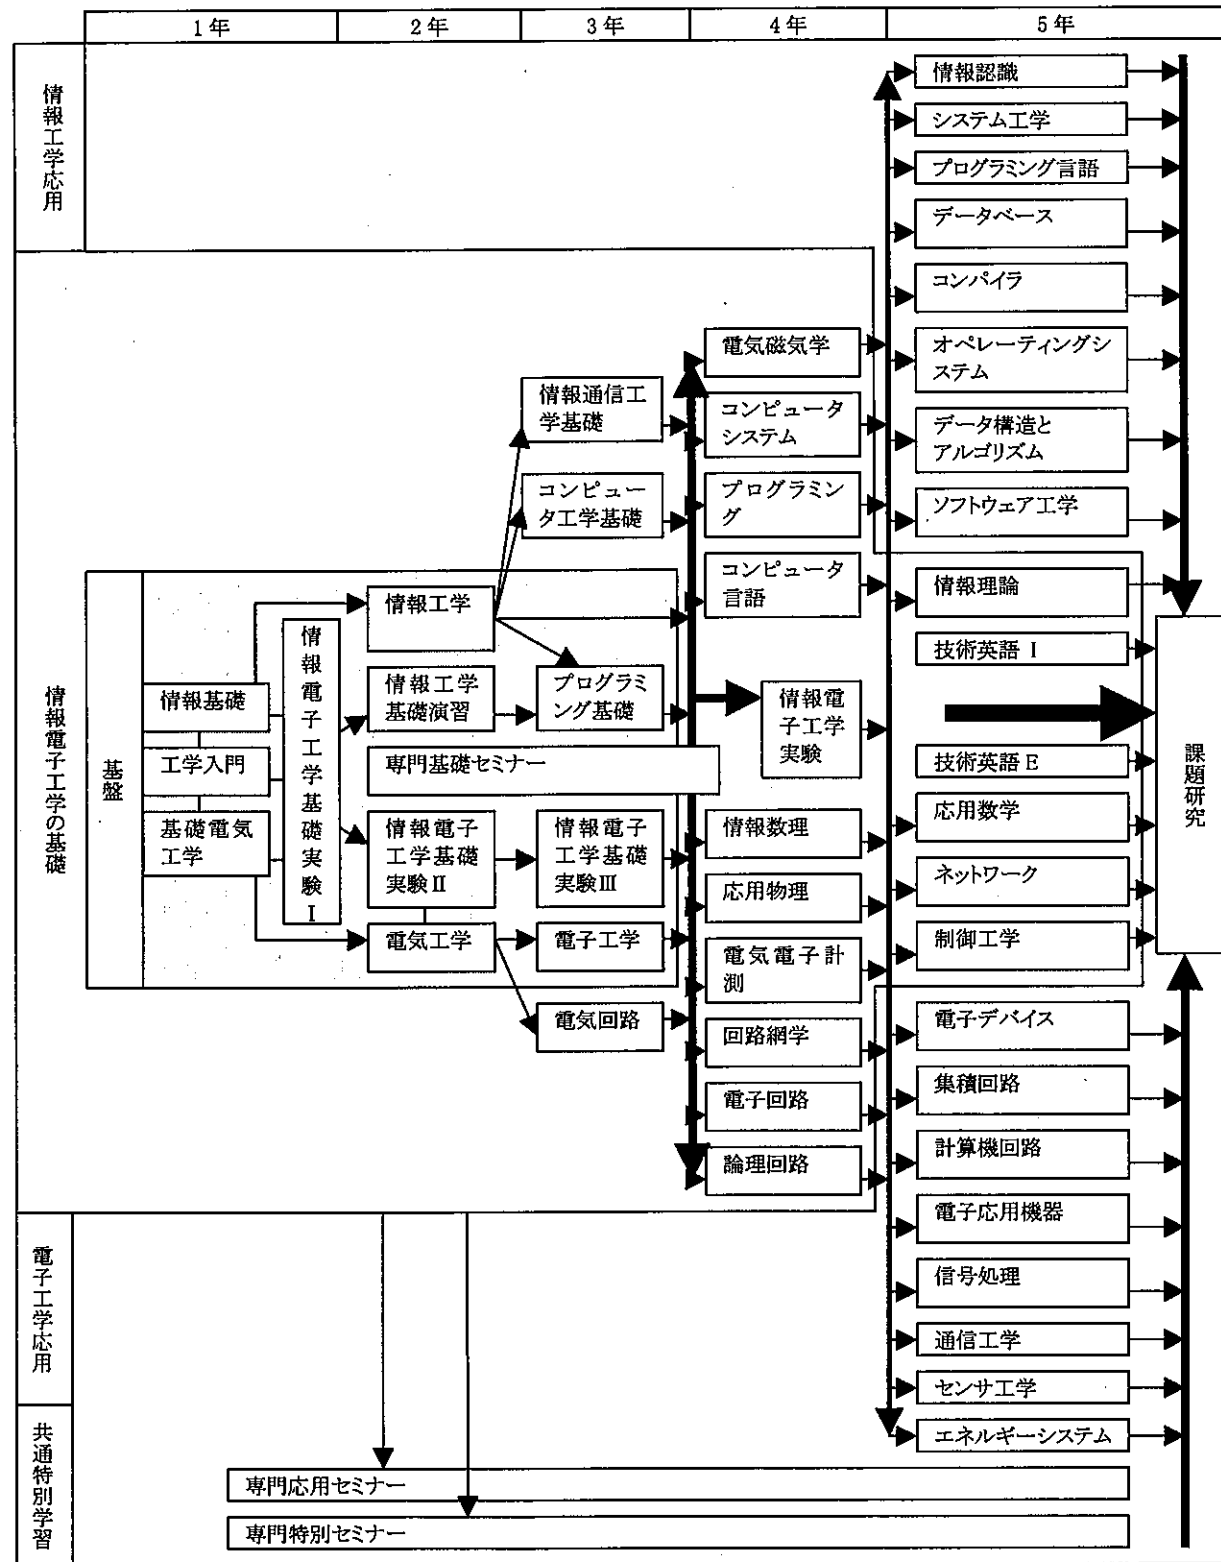 1年
2年
3年
4年
5年
情報工学応用
情報電子工学の基礎
基盤
電子工学応用
共通特別学習
情報基礎
工学入門
基礎電気
工学
情報電子工学基礎実験Ⅰ
情報工学
情報工学
基礎演習
専門基礎セミナー
情報電子
工学基礎
実験Ⅱ
電気工学
情報通信工
学基礎
コンピュー
タ工学基礎
プログラミ
ング基礎
情報電子
工学基礎
実験Ⅲ
電子工学
電気回路
電気磁気学
コンピュータ
システム
プログラミン
グ
コンピュータ
言語
情報電
子工学
実験
情報数理
応用物理
電気電子計
測
回路網学
電子回路
論理回路
情報認識
システム工学
プログラミング言語
データベース
コンパイラ
オペレーティングシ
ステム
データ構造と
アルゴリズム
ソフトウェア工学
情報理論
技術英語Ⅰ
技術英語E
応用数学
ネットワーク
制御工学
電子デバイス
集積回路
計算機回路
電子応用機器
信号処理
通信工学
センサ工学
エネルギーシステム
課題研究
専門応用セミナー
専門特別セミナー